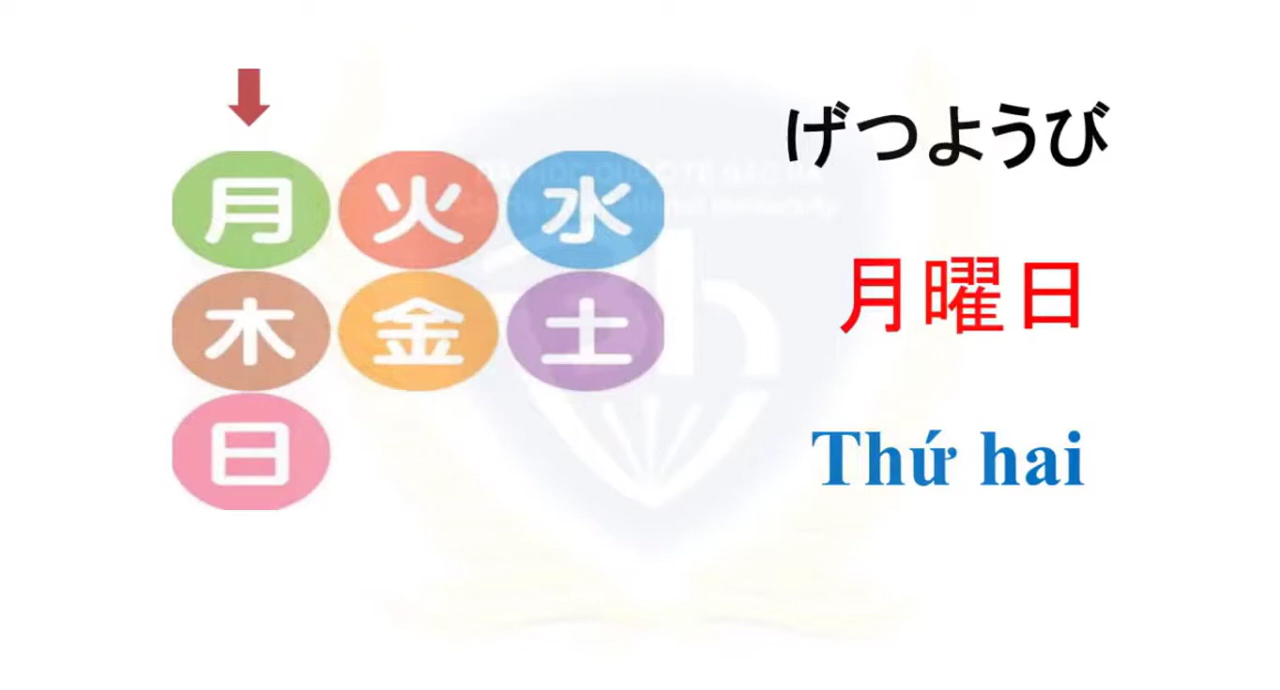 月 火 水
木 金 土
日
げつようび
月曜日
Thứ hai